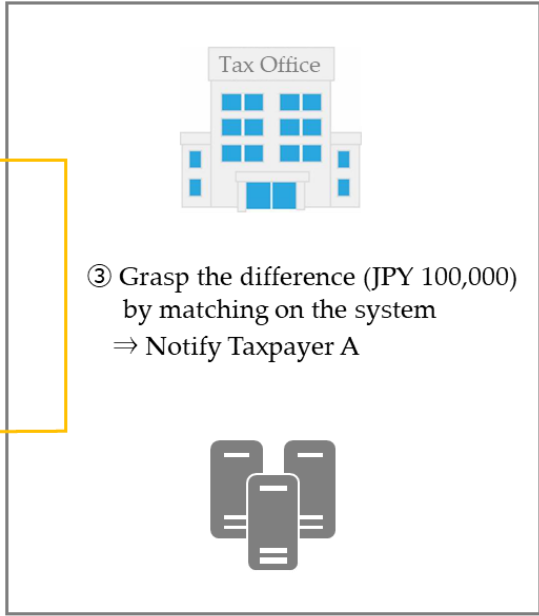 Tax Office
③ Grasp the difference (JPY 100,000)
by matching on the system
⇒ Notify Taxpayer A